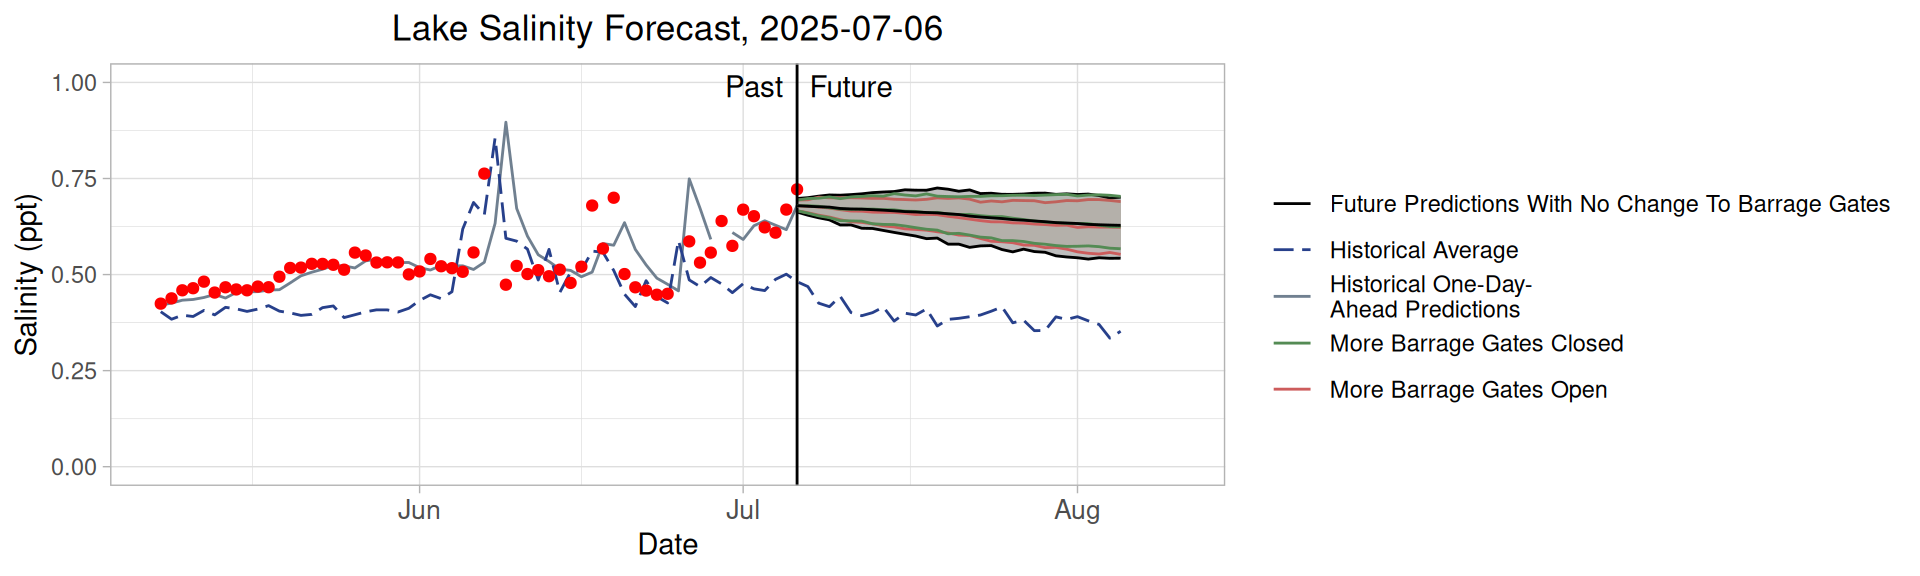 Lake Salinity Forecast, 2025-07-06
Past
Future
1.00
0.75
0.50
0.25
0.00
Salinity (ppt)
Jun
Jul
Aug
Date
Future Predictions With No Change To Barrage Gates
Historical Average
Historical One-Day-
Ahead Predictions
More Barrage Gates Closed
More Barrage Gates Open